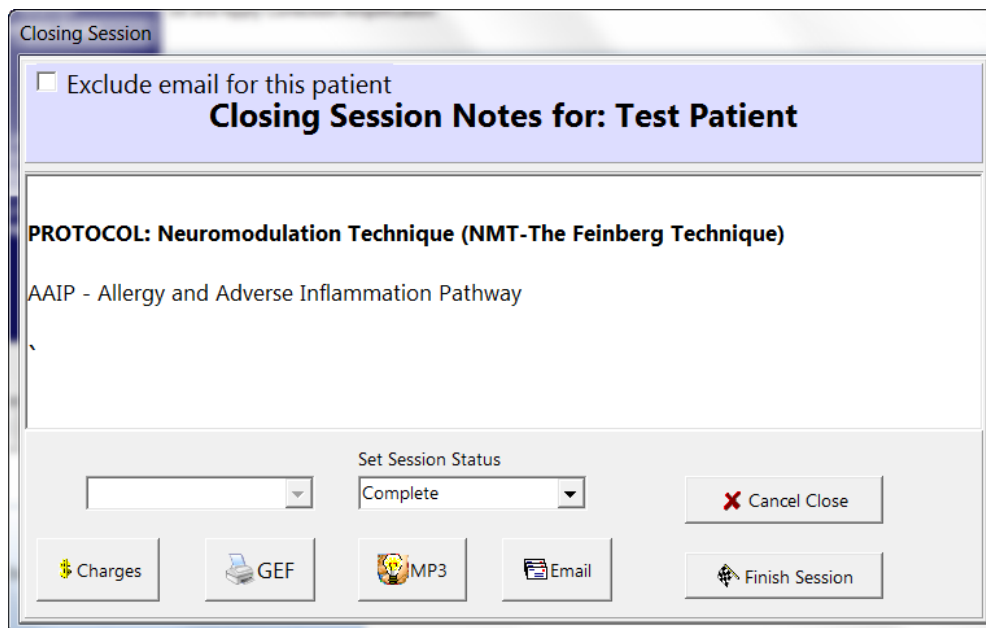 Closing Session
Exclude email for this patient
Closing Session Notes for: Test Patient
PROTOCOL: Neuromodulation Technique (NMT-The Feinberg Technique)
AAIP - Allergy and Adverse Inflammation Pathway
`
Set Session Status
Complete
Cancel Close
Charges
GEF
MP3
Email
Finish Session